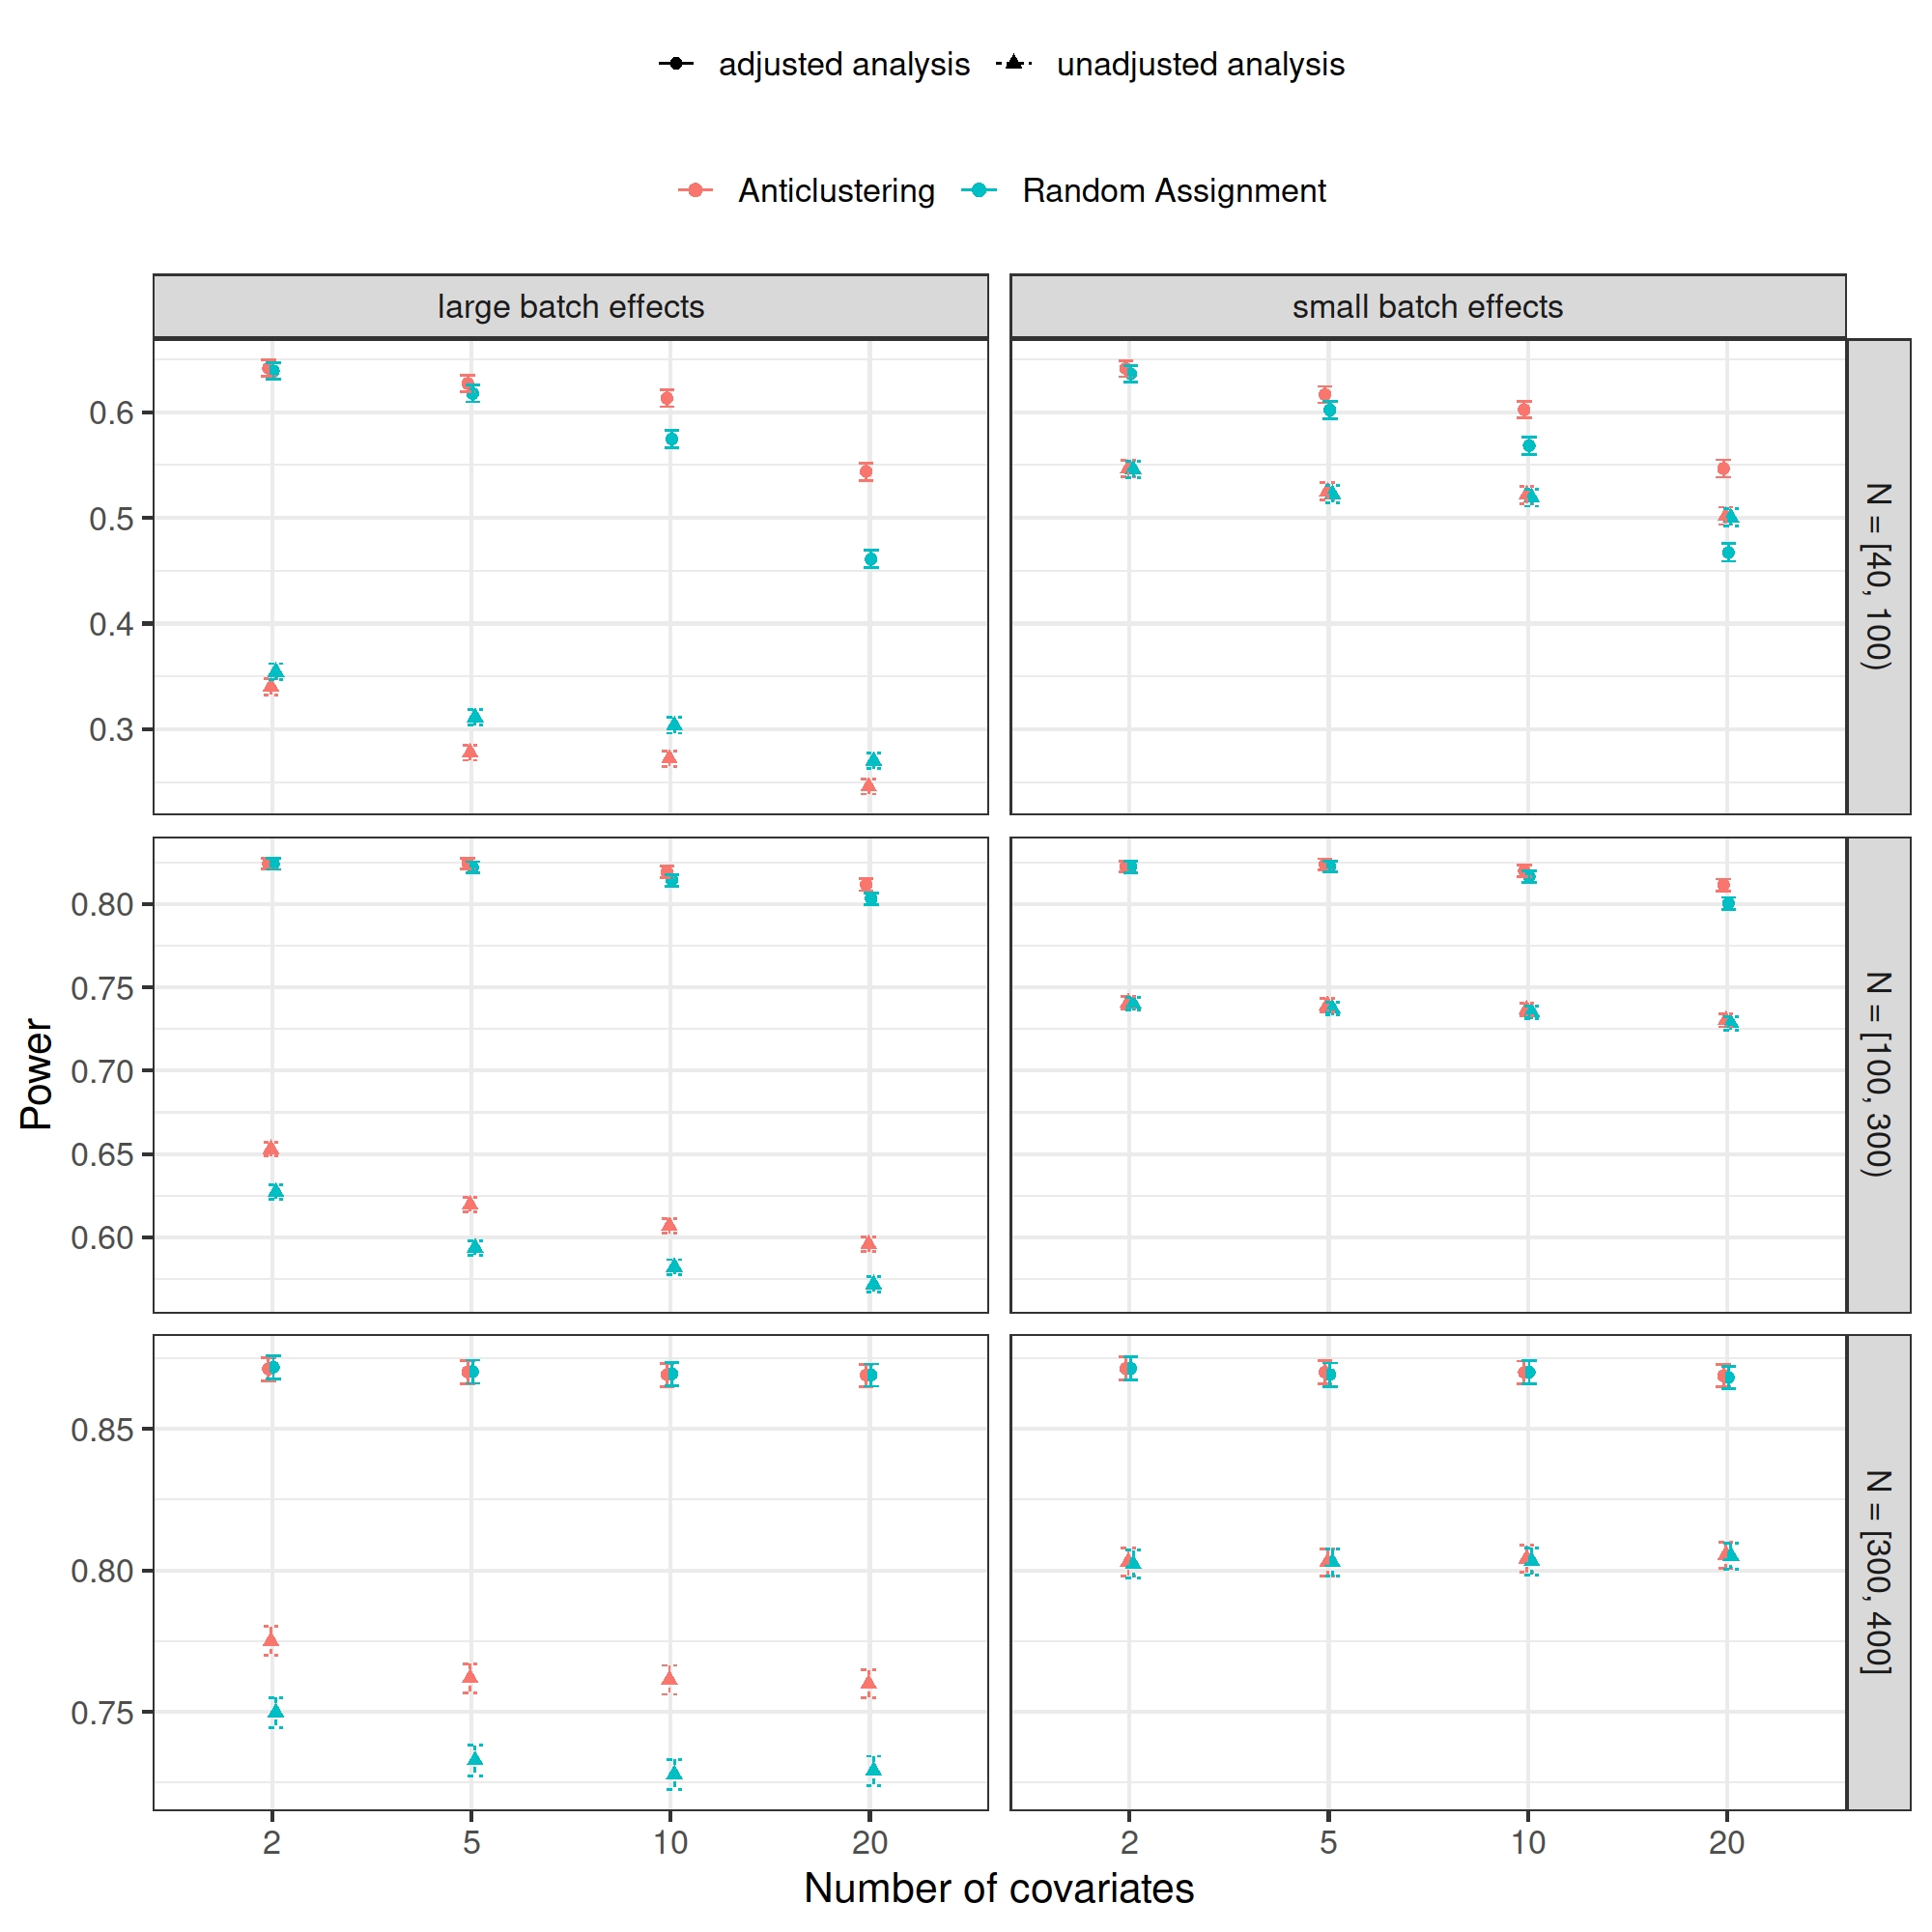 adjusted analysis unadjusted analysis
Anticlustering Random Assignment
large batch effects small batch effects
0.6
0.5
0.4
0.3
N = [40, 100)
0.80
0.75
0.70
0.65
0.60
N = [100, 300)
Power
0.85
0.80
0.75
N = [300, 400]
2 5 10 20 2 5 10 20
Number of covariates